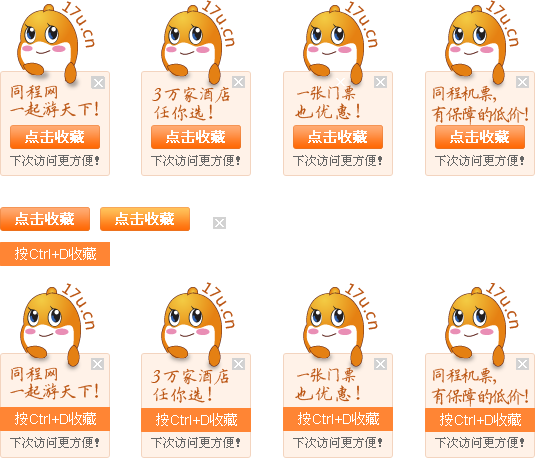 17u.cn
同程网
一起游天下!
点击收藏
下次访问更方便!
17u.cn
3万家酒店
任你选!
点击收藏
下次访问更方便!
17u.cn
一张门票
也优惠!
点击收藏
下次访问更方便!
17u.cn
同程机票,
有保障的低价!
点击收藏
下次访问更方便!
点击收藏
点击收藏
按Ctrl+D收藏
17u.cn
同程网
一起游天下!
按Ctrl+D收藏
下次访问更方便!
17u.cn
3万家酒店
任你选!
按Ctrl+D收藏
下次访问更方便!
17u.cn
一张门票
也优惠!
按Ctrl+D收藏
下次访问更方便!
17u.cn
同程机票,
有保障的低价!
按Ctrl+D收藏
下次访问更方便!